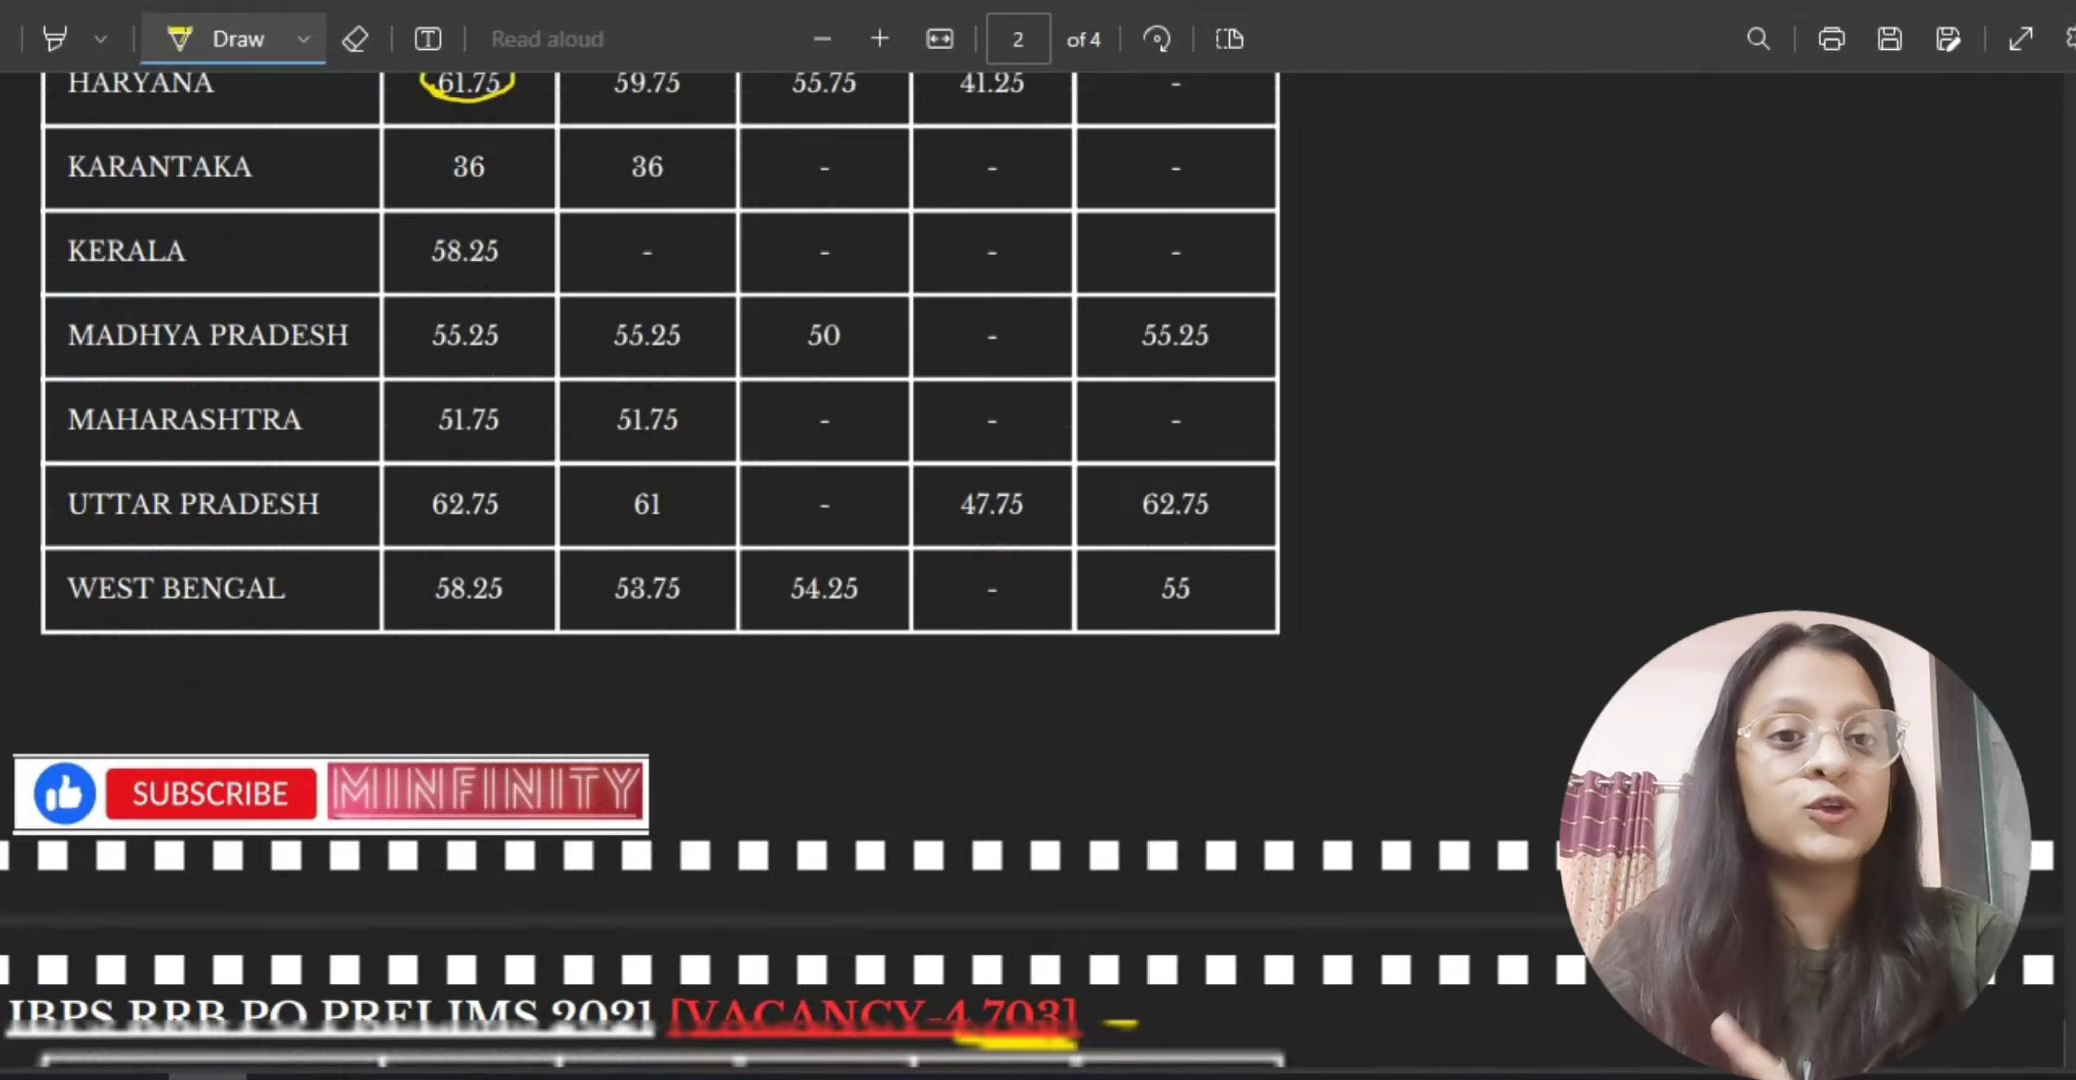 Draw
Read aloud
2 of 4
HARYANA 61.75 59.75 55.75 41.25 -
KARANTAKA 36 36 - - -
KERALA 58.25 - - - -
MADHYA PRADESH 55.25 55.25 50 - 55.25
MAHARASHTRA 51.75 51.75 - - -
UTTAR PRADESH 62.75 61 - 47.75 62.75
WEST BENGAL 58.25 53.75 54.25 - 55
SUBSCRIBE MINFINITY
IBPS RRB PO PRELIMS 2021 [VACANCY-4,703]